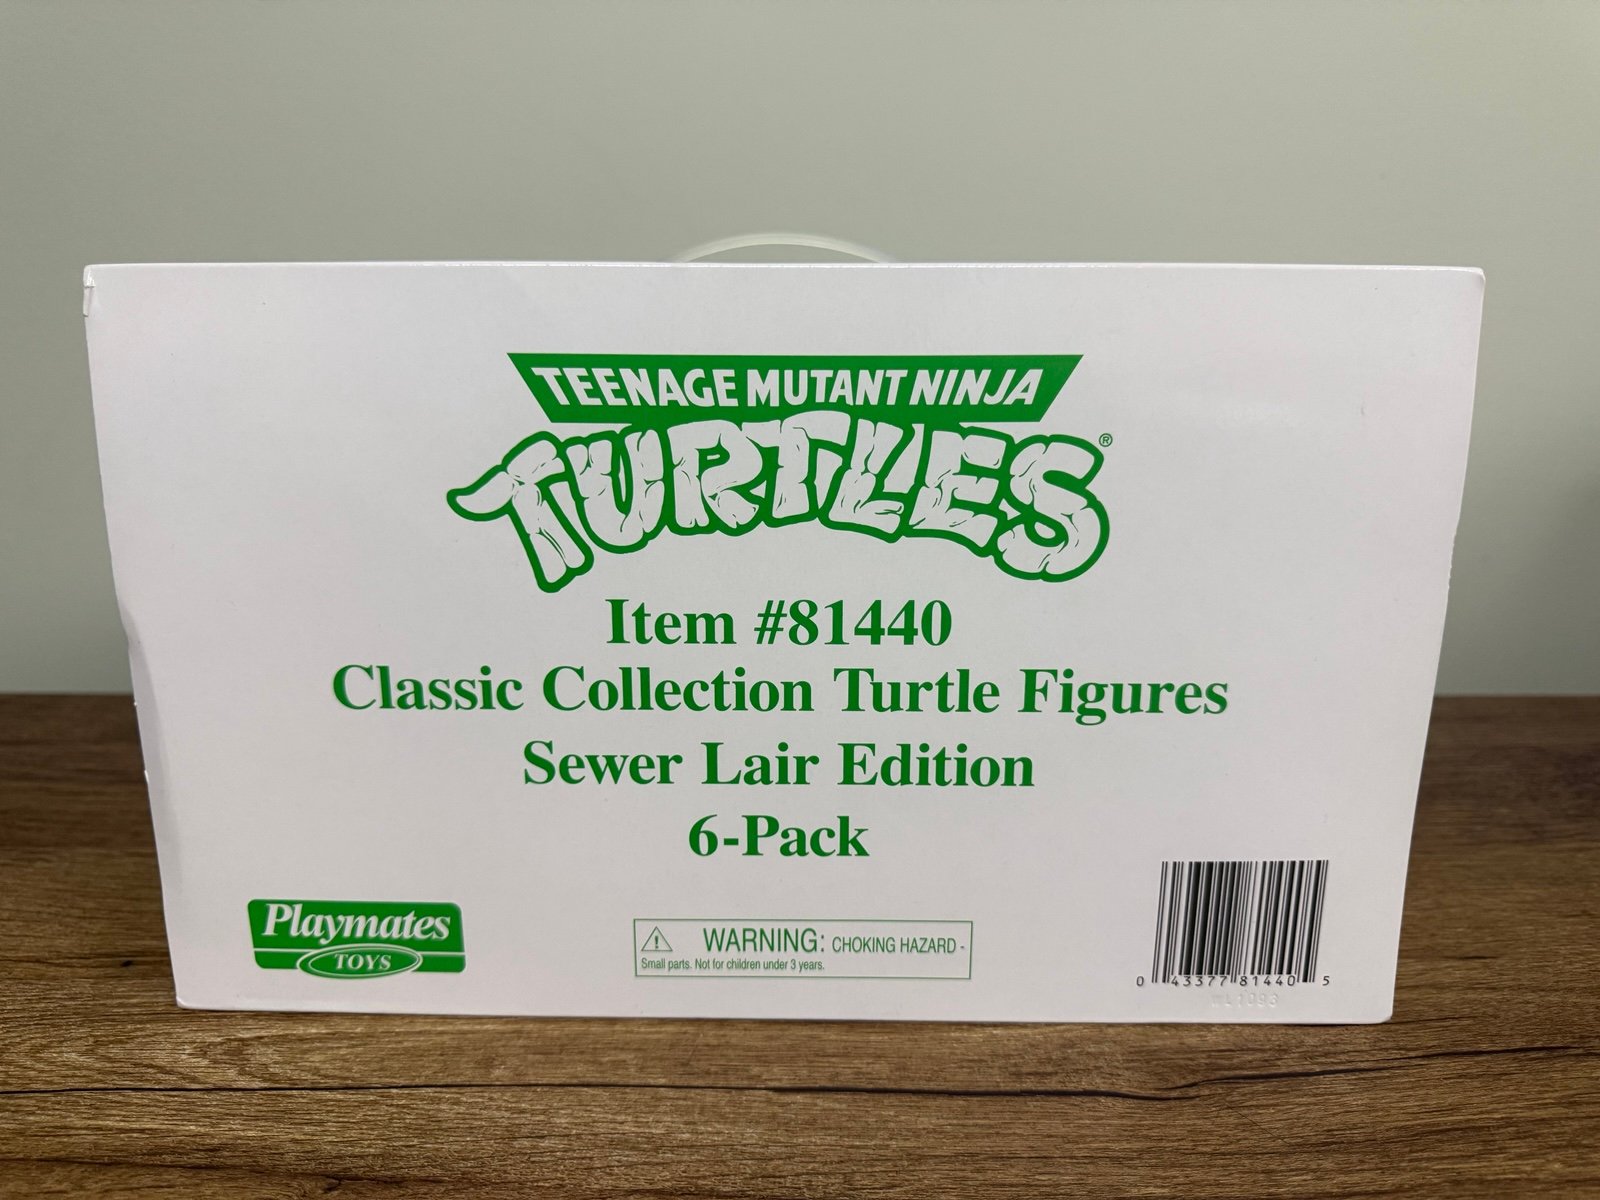 TEENAGE MUTANT NINJA
TURTLES®
Item #81440
Classic Collection Turtle Figures
Sewer Lair Edition
6-Pack
Playmates
TOYS
WARNING: CHOKING HAZARD -
Small parts. Not for children under 3 years.
0 43377 81440 5